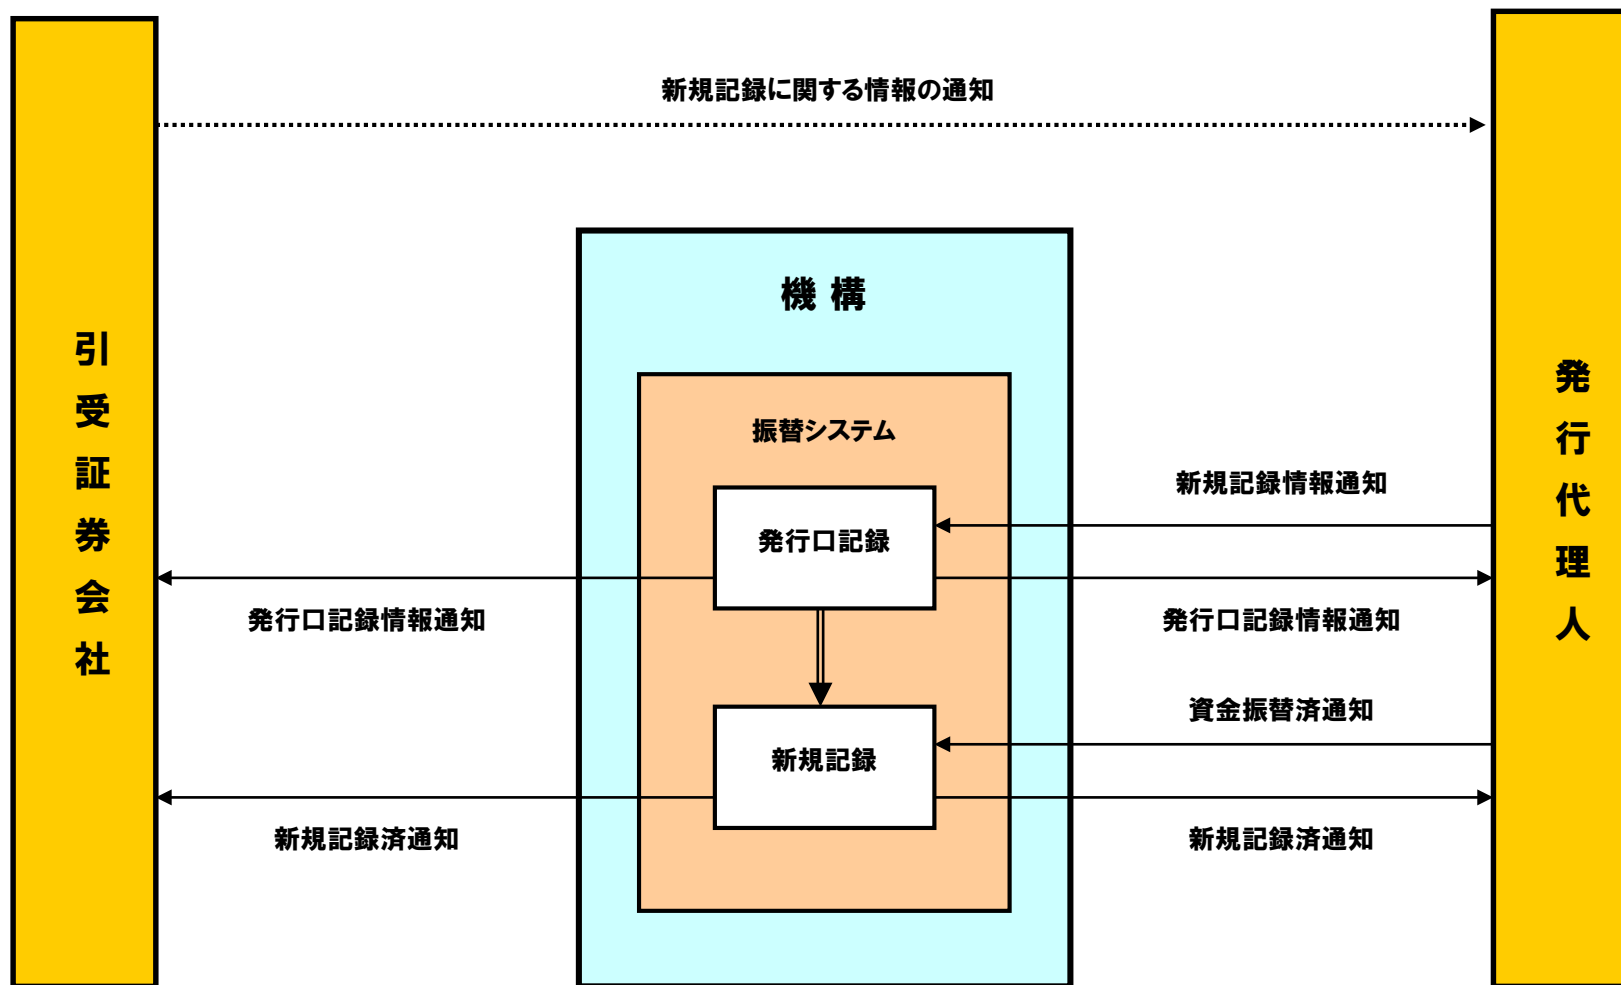 新規記録に関する情報の通知
機構
引受証券会社
発行代理人
振替システム
新規記録情報通知
発行口記録
発行口記録情報通知
発行口記録情報通知
資金振替済通知
新規記録
新規記録済通知
新規記録済通知